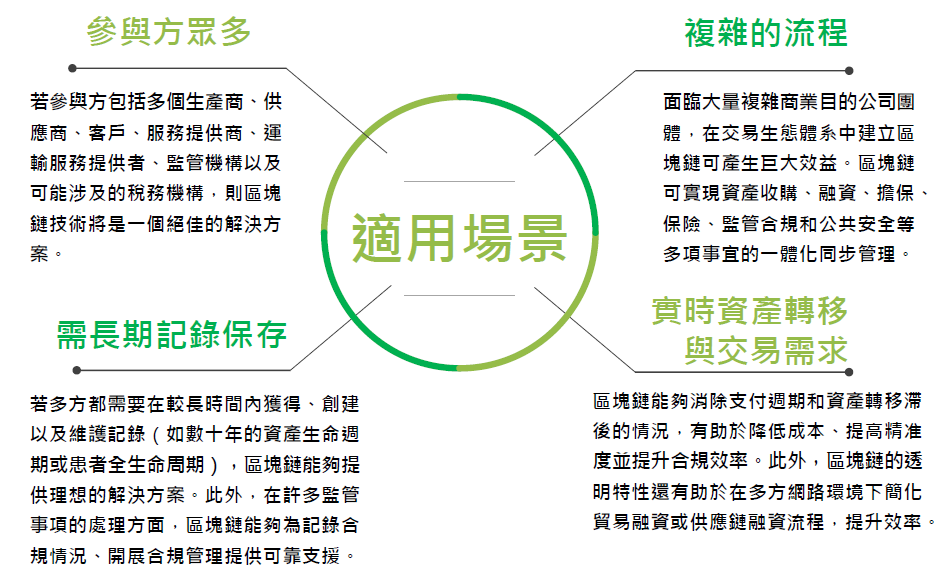 參與方眾多
若參與方包括多個生產商、供
應商、客戶、服務提供商、運
輸服務提供者、監管機構以及
可能涉及的稅務機構，則區塊
鏈技術將是一個絕佳的解決方
案。
複雜的流程
面臨大量複雜商業目的公司團
體，在交易生態體系中建立區
塊鏈可產生巨大效益。區塊鏈
可實現資產收購、融資、擔保、
保險、監管合規和公共安全等
多項事宜的一體化同步管理。
適用場景
需長期記錄保存
若多方都需要在較長時間內獲得、創建
以及維護記錄（如數十年的資產生命週
期或患者全生命周期），區塊鏈能夠提
供理想的解決方案。此外，在許多監管
事項的處理方面，區塊鏈能夠為記錄合
規情況、開展合規管理提供可靠支援。
實時資產轉移
與交易需求
區塊鏈能夠消除支付週期和資產轉移滯
後的情況，有助於降低成本、提高精准
度並提升合規效率。此外，區塊鏈的透
明特性還有助於在多方網路環境下簡化
貿易融資或供應鏈融資流程，提升效率。